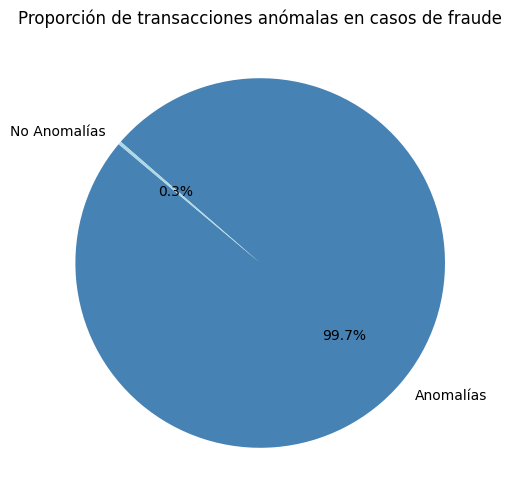 Proporción de transacciones anómalas en casos de fraude
No Anomalías
0.3%
99.7%
Anomalías